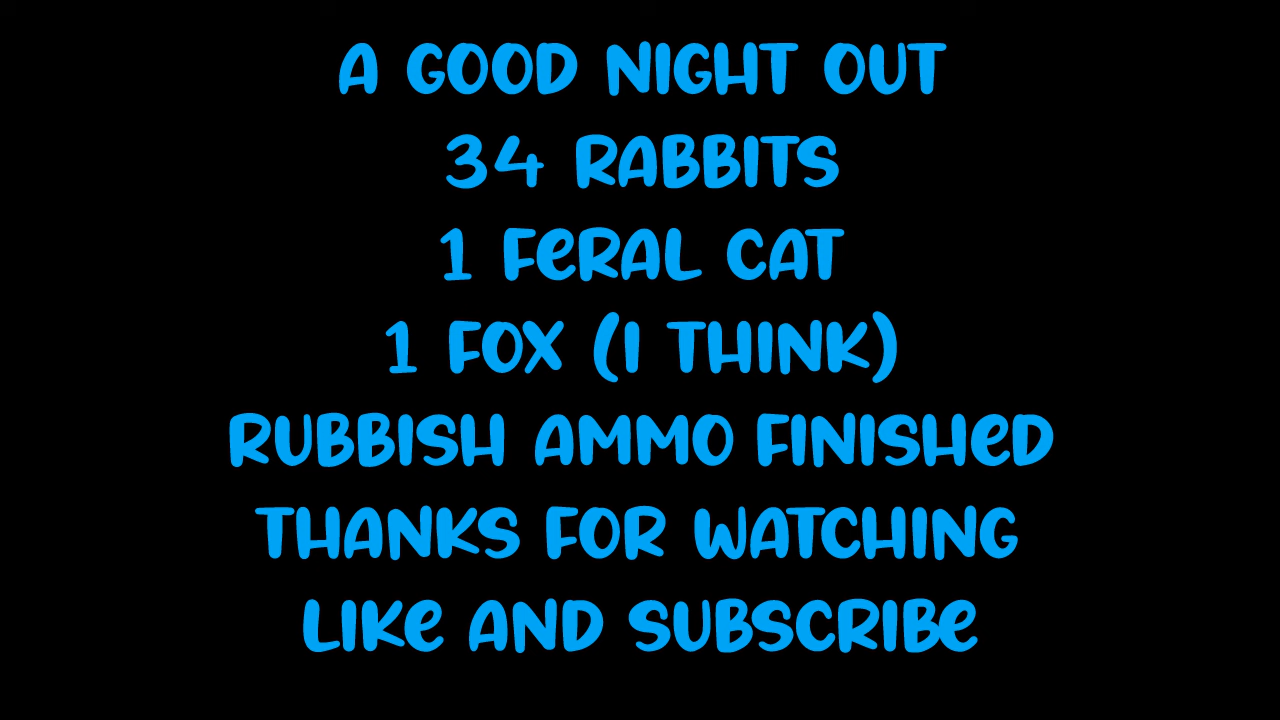 A GOOD NIGHT OUT
34 RABBITS
1 FeRAL CAT
1 FOX (I THINK)
RUBBISH AMMO FINISHeD
THANKS FOR WATCHING
LIKe AND SUBSCRIBe